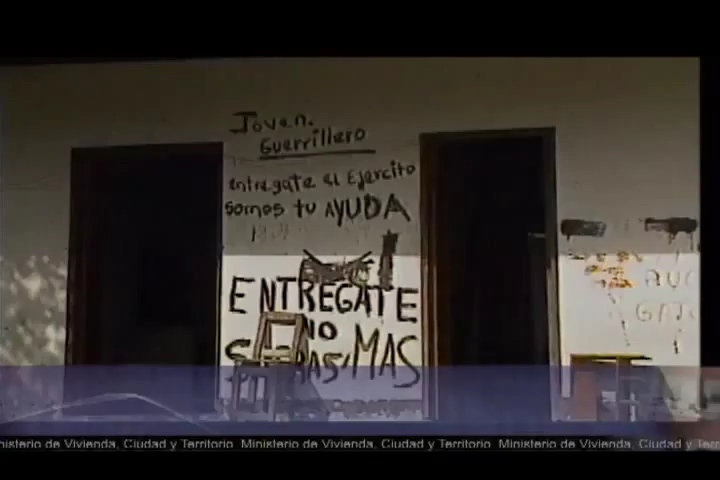 Joven.
Guerrillero
entregate al Ejercito
somos tu AYUDA
ENTREGATE
NO
MAS
Ministerio de Vivienda, Ciudad y Territorio Ministerio de Vivienda, Ciudad y Territorio Ministerio de Vivienda, Ciudad y